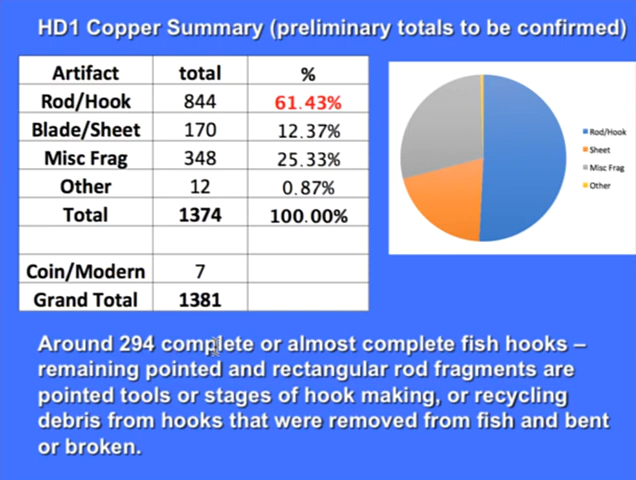 HD1 Copper Summary (preliminary totals to be confirmed)
Artifact total %
Rod/Hook 844 61.43%
Blade/Sheet 170 12.37%
Misc Frag 348 25.33%
Other 12 0.87%
Total 1374 100.00%
Coin/Modern 7
Grand Total 1381
Rod/Hook
Sheet
Misc Frag
Other
Around 294 complete or almost complete fish hooks –
remaining pointed and rectangular rod fragments are
pointed tools or stages of hook making, or recycling
debris from hooks that were removed from fish and bent
or broken.